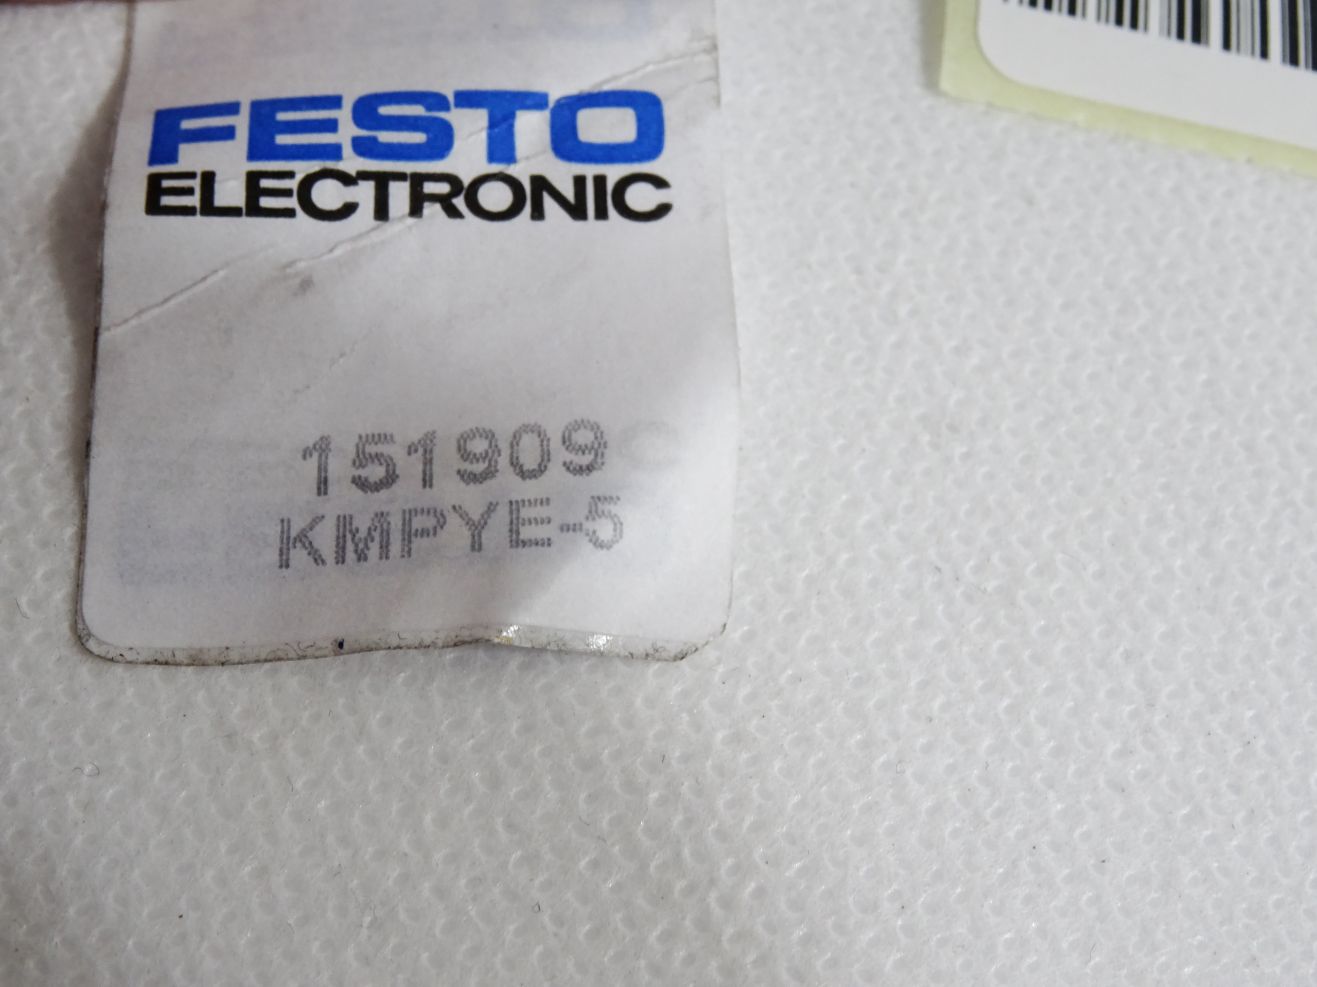 FESTO
ELECTRONIC
151909
KMPYE-5